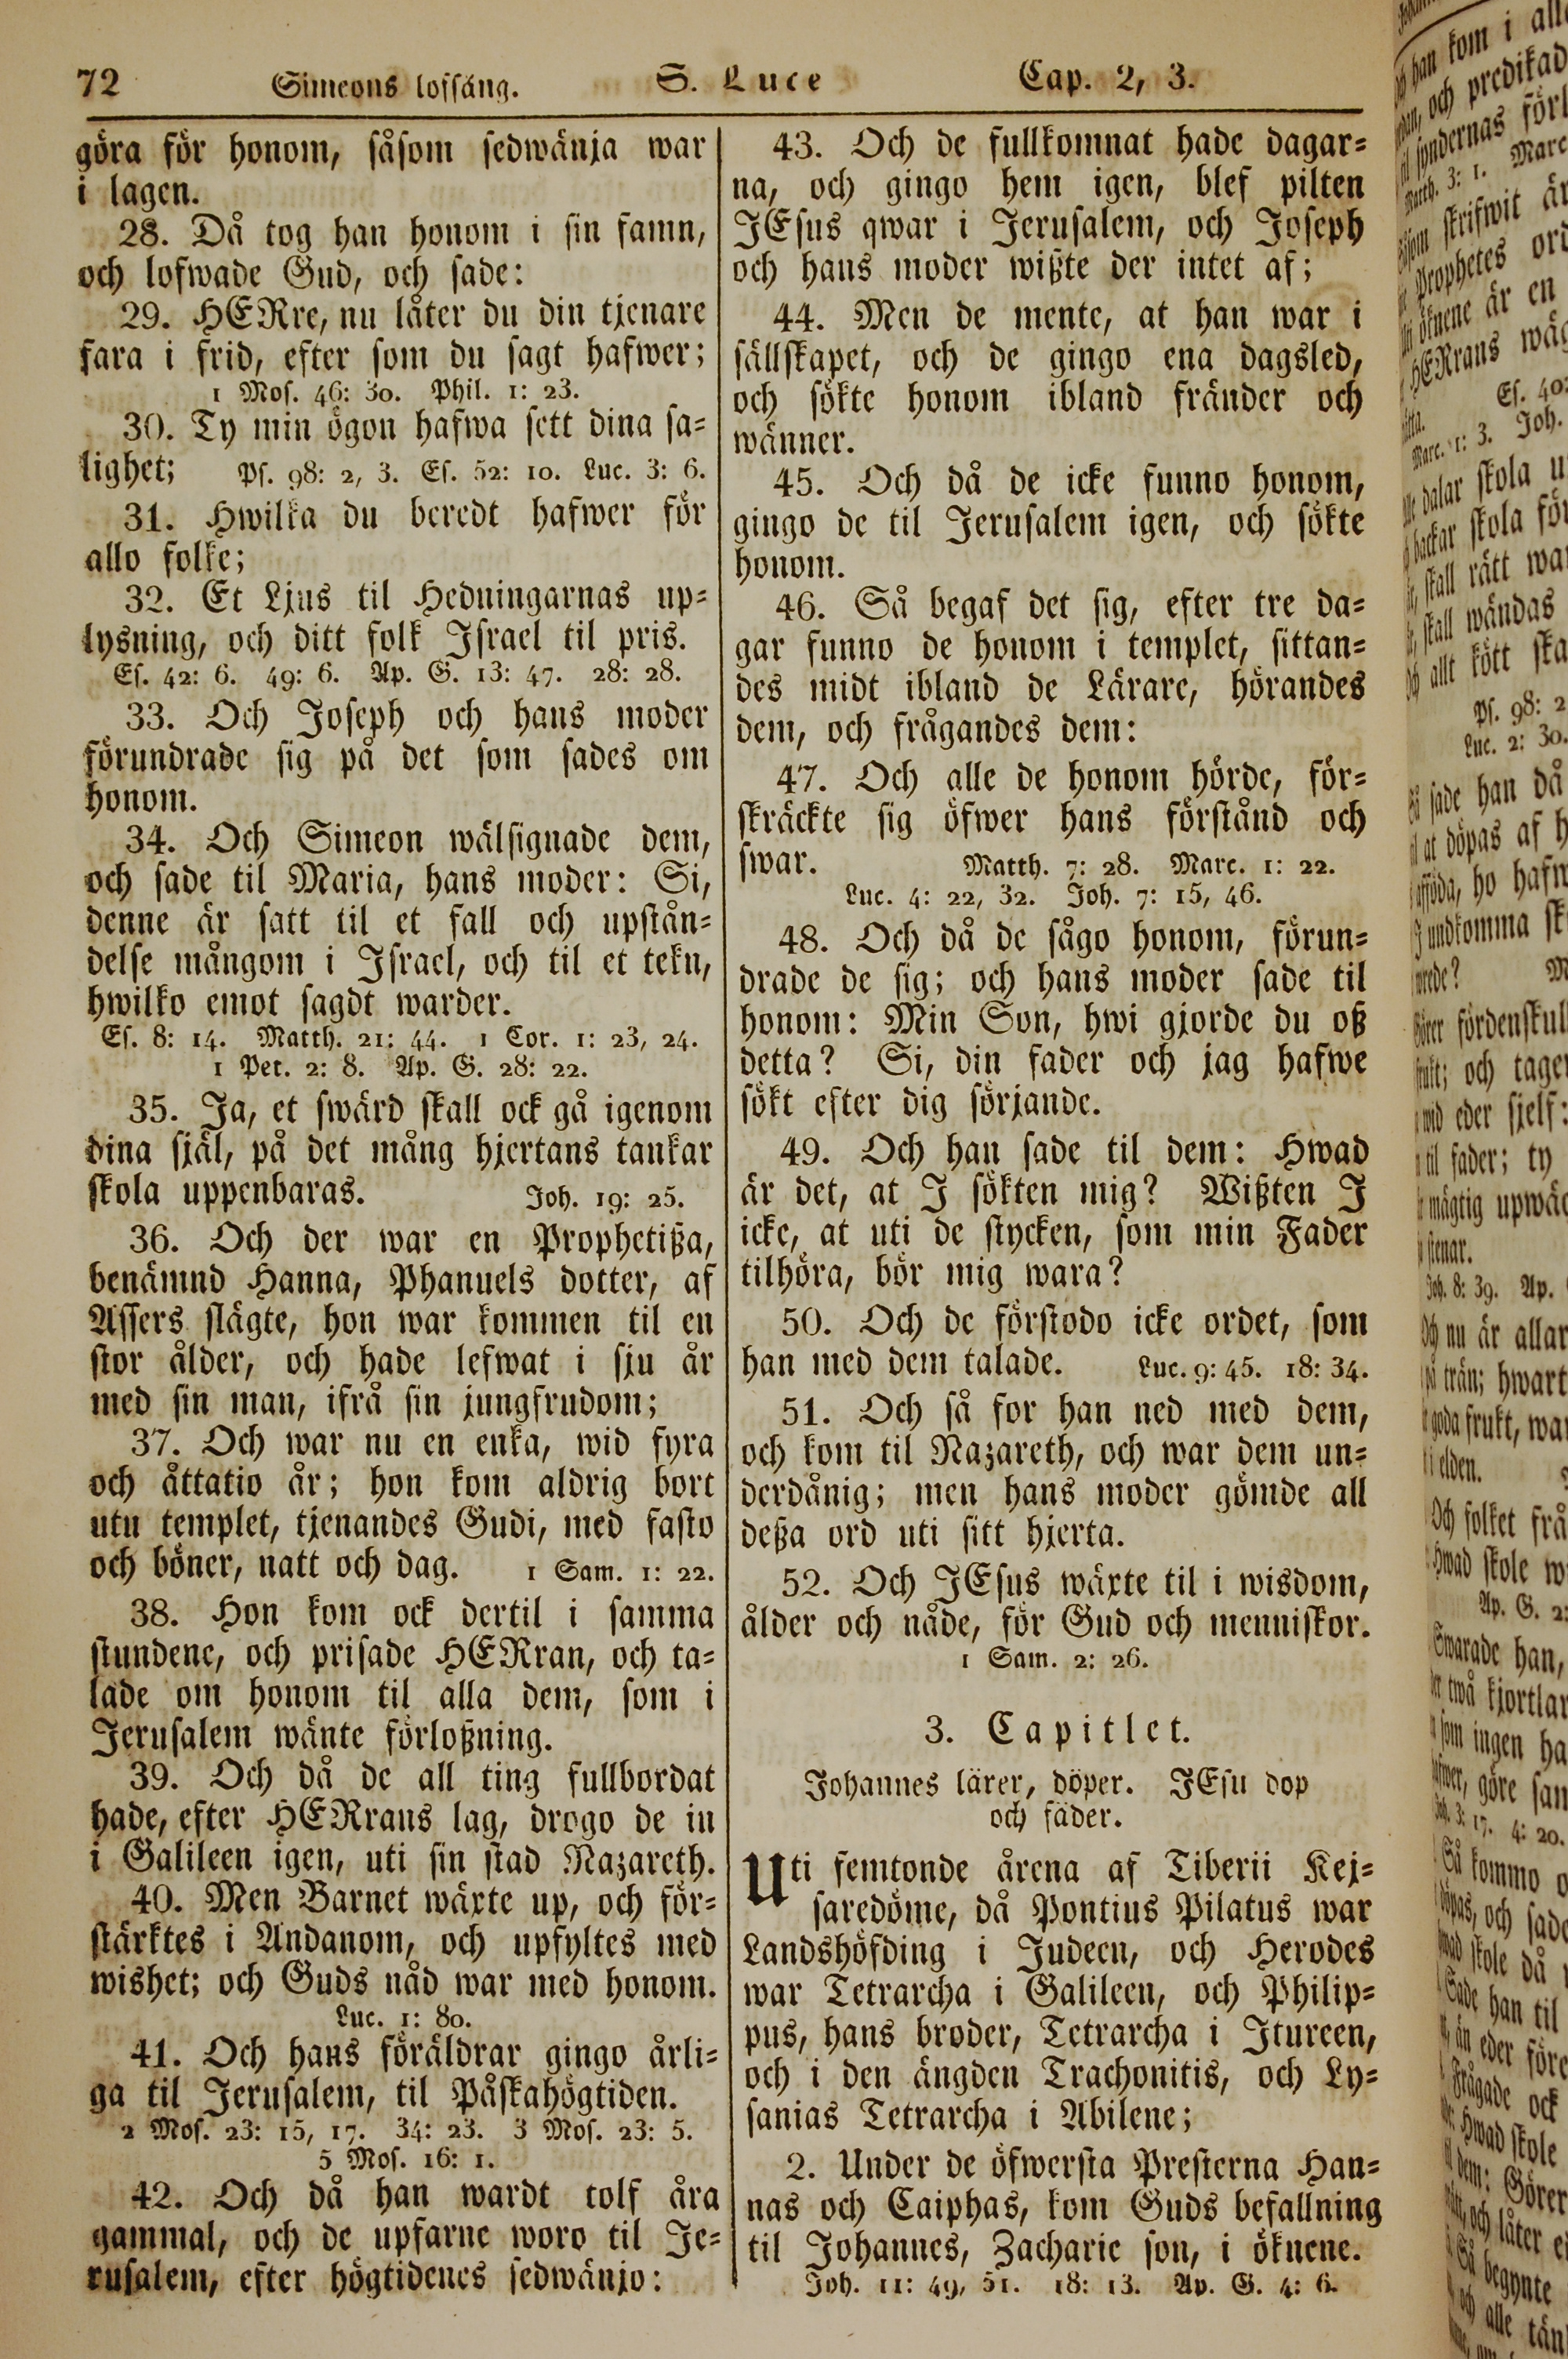 72 Simeons lofsång. S. Luce Cap. 2, 3.
göra för honom, såsom sedwänja war
i lagen.
28. Då tog han honom i sin famn,
och lofwade Gud, och sade:
29. HERre, nu låter du din tjenare
fara i frid, efter som du sagt hafwer;
1 Mos. 46: 30. Phil. 1: 23.
30. Ty min ögon hafwa sett dina sa-
lighet; Ps. 98: 2, 3. Es. 52: 10. Luc. 3: 6.
31. Hwilka du beredt hafwer för
allo folke;
32. Et Ljus til Hedningarnas up-
lysning, och ditt folk Israel til pris.
Es. 42: 6. 49: 6. Ap. G. 13: 47. 28: 28.
33. Och Joseph och hans moder
förundrade sig på det som sades om
honom.
34. Och Simeon wälsignade dem,
och sade til Maria, hans moder: Si,
denne är satt til et fall och upstån-
delse mångom i Israel, och til et tekn,
hwilko emot sagdt warder.
Es. 8: 14. Matth. 21: 44. 1 Cor. 1: 23, 24.
1 Pet. 2: 8. Ap. G. 28: 22.
35. Ja, et swärd skall ock gå igenom
dina själ, på det mång hjertans tankar
skola uppenbaras. Joh. 19: 25.
36. Och der war en Prophetißa,
benämnd Hanna, Phanuels dotter, af
Assers slägte, hon war kommen til en
stor ålder, och hade lefwat i sju år
med sin man, ifrå sin jungfrudom;
37. Och war nu en enka, wid fyra
och åttatio år; hon kom aldrig bort
utu templet, tjenandes Gudi, med fasto
och böner, natt och dag. 1 Sam. 1: 22.
38. Hon kom ock dertil i samma
stundene, och prisade HERran, och ta-
lade om honom til alla dem, som i
Jerusalem wänte förloßning.
39. Och då de all ting fullbordat
hade, efter HERrans lag, drogo de in
i Galileen igen, uti sin stad Nazareth.
40. Men Barnet wäxte up, och för-
stärktes i Andanom, och upfyltes med
wishet; och Guds nåd war med honom.
Luc. 1: 80.
41. Och hans föräldrar gingo årli-
ga til Jerusalem, til Påskahögtiden.
2 Mos. 23: 15, 17. 34: 23. 3 Mos. 23: 5.
5 Mos. 16: 1.
42. Och då han wardt tolf åra
gammal, och de upfarne woro til Je-
rusalem, efter högtidenes sedwänjo:
43. Och de fullkomnat hade dagar-
na, och gingo hem igen, blef pilten
JEsus qwar i Jerusalem, och Joseph
och hans moder wißte der intet af;
44. Men de mente, at han war i
sällskapet, och de gingo ena dagsled,
och sökte honom ibland fränder och
wänner.
45. Och då de icke funno honom,
gingo de til Jerusalem igen, och sökte
honom.
46. Så begaf det sig, efter tre da-
gar funno de honom i templet, sittan-
des midt ibland de Lärare, hörandes
dem, och frågandes dem:
47. Och alle de honom hörde, för-
skräckte sig öfwer hans förstånd och
swar. Matth. 7: 28. Marc. 1: 22.
Luc. 4: 22, 32. Joh. 7: 15, 46.
48. Och då de sågo honom, förun-
drade de sig; och hans moder sade til
honom: Min Son, hwi gjorde du oß
detta? Si, din fader och jag hafwe
sökt efter dig sörjande.
49. Och han sade til dem: Hwad
är det, at I sökten mig? Wißten I
icke, at uti de stycken, som min Fader
tilhöra, bör mig wara?
50. Och de förstodo icke ordet, som
han med dem talade. Luc. 9: 45. 18: 34.
51. Och så for han ned med dem,
och kom til Nazareth, och war dem un-
derdånig; men hans moder gömde all
deßa ord uti sitt hjerta.
52. Och JEsus wäxte til i wisdom,
ålder och nåde, för Gud och menniskor.
1 Sam. 2: 26.
3. Capitlet.
Johannes lärer, döper. JEsu dop
och fäder.
Uti femtonde årena af Tiberii Kej-
saredöme, då Pontius Pilatus war
Landshöfding i Judeen, och Herodes
war Tetrarcha i Galileen, och Philip-
pus, hans broder, Tetrarcha i Itureen,
och i den ängden Trachonitis, och Ly-
sanias Tetrarcha i Abilene;
2. Under de öfwersta Presterna Han-
nas och Caiphas, kom Guds befallning
til Johannes, Zacharie son, i öknene.
Joh. 11: 49, 51. 18: 13. Ap. G. 4: 6.